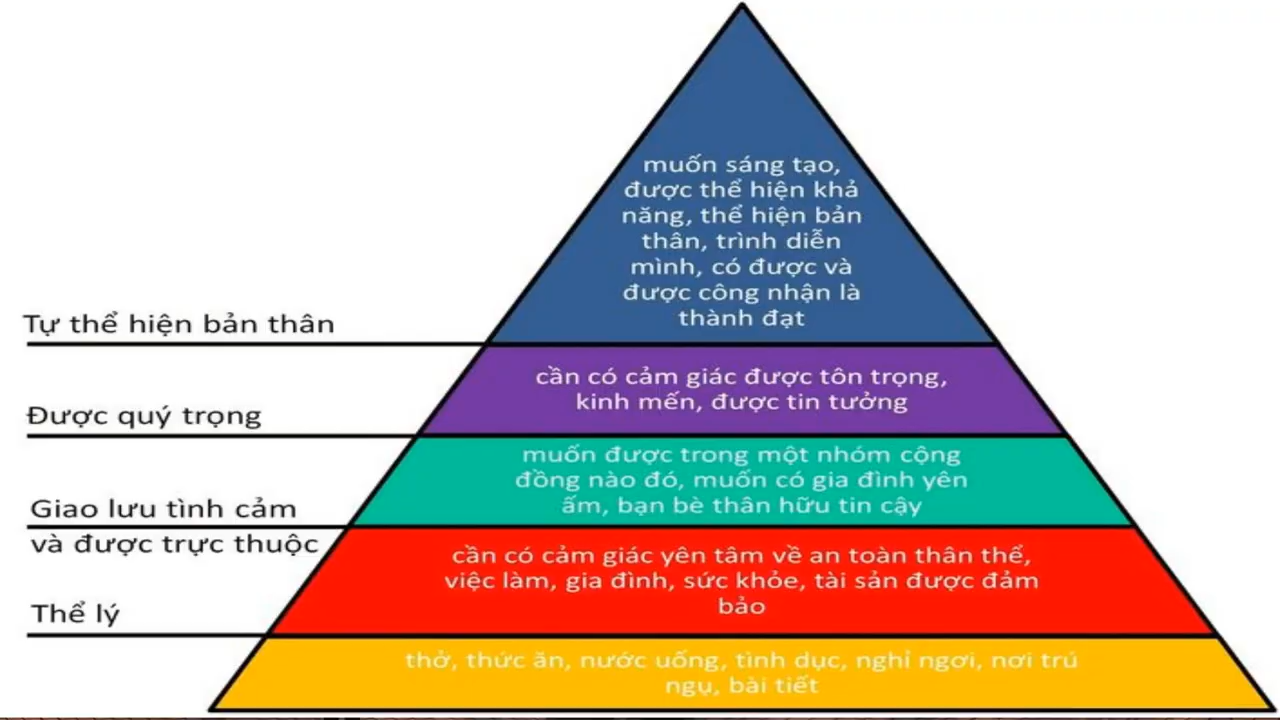 muốn sáng tạo,
được thể hiện khả
năng, thể hiện bản
thân, trình diễn
mình, có được và
được công nhận là
thành đạt
Tự thể hiện bản thân
cần có cảm giác được tôn trọng,
kinh mến, được tin tưởng
Được quý trọng
muốn được trong một nhóm cộng
đồng nào đó, muốn có gia đình yên
ấm, bạn bè thân hữu tin cậy
Giao lưu tình cảm
và được trực thuộc
cần có cảm giác yên tâm về an toàn thân thể,
việc làm, gia đình, sức khỏe, tài sản được đảm
bảo
Thể lý
thở, thức ăn, nước uống, tình dục, nghỉ ngơi, nơi trú
ngụ, bài tiết